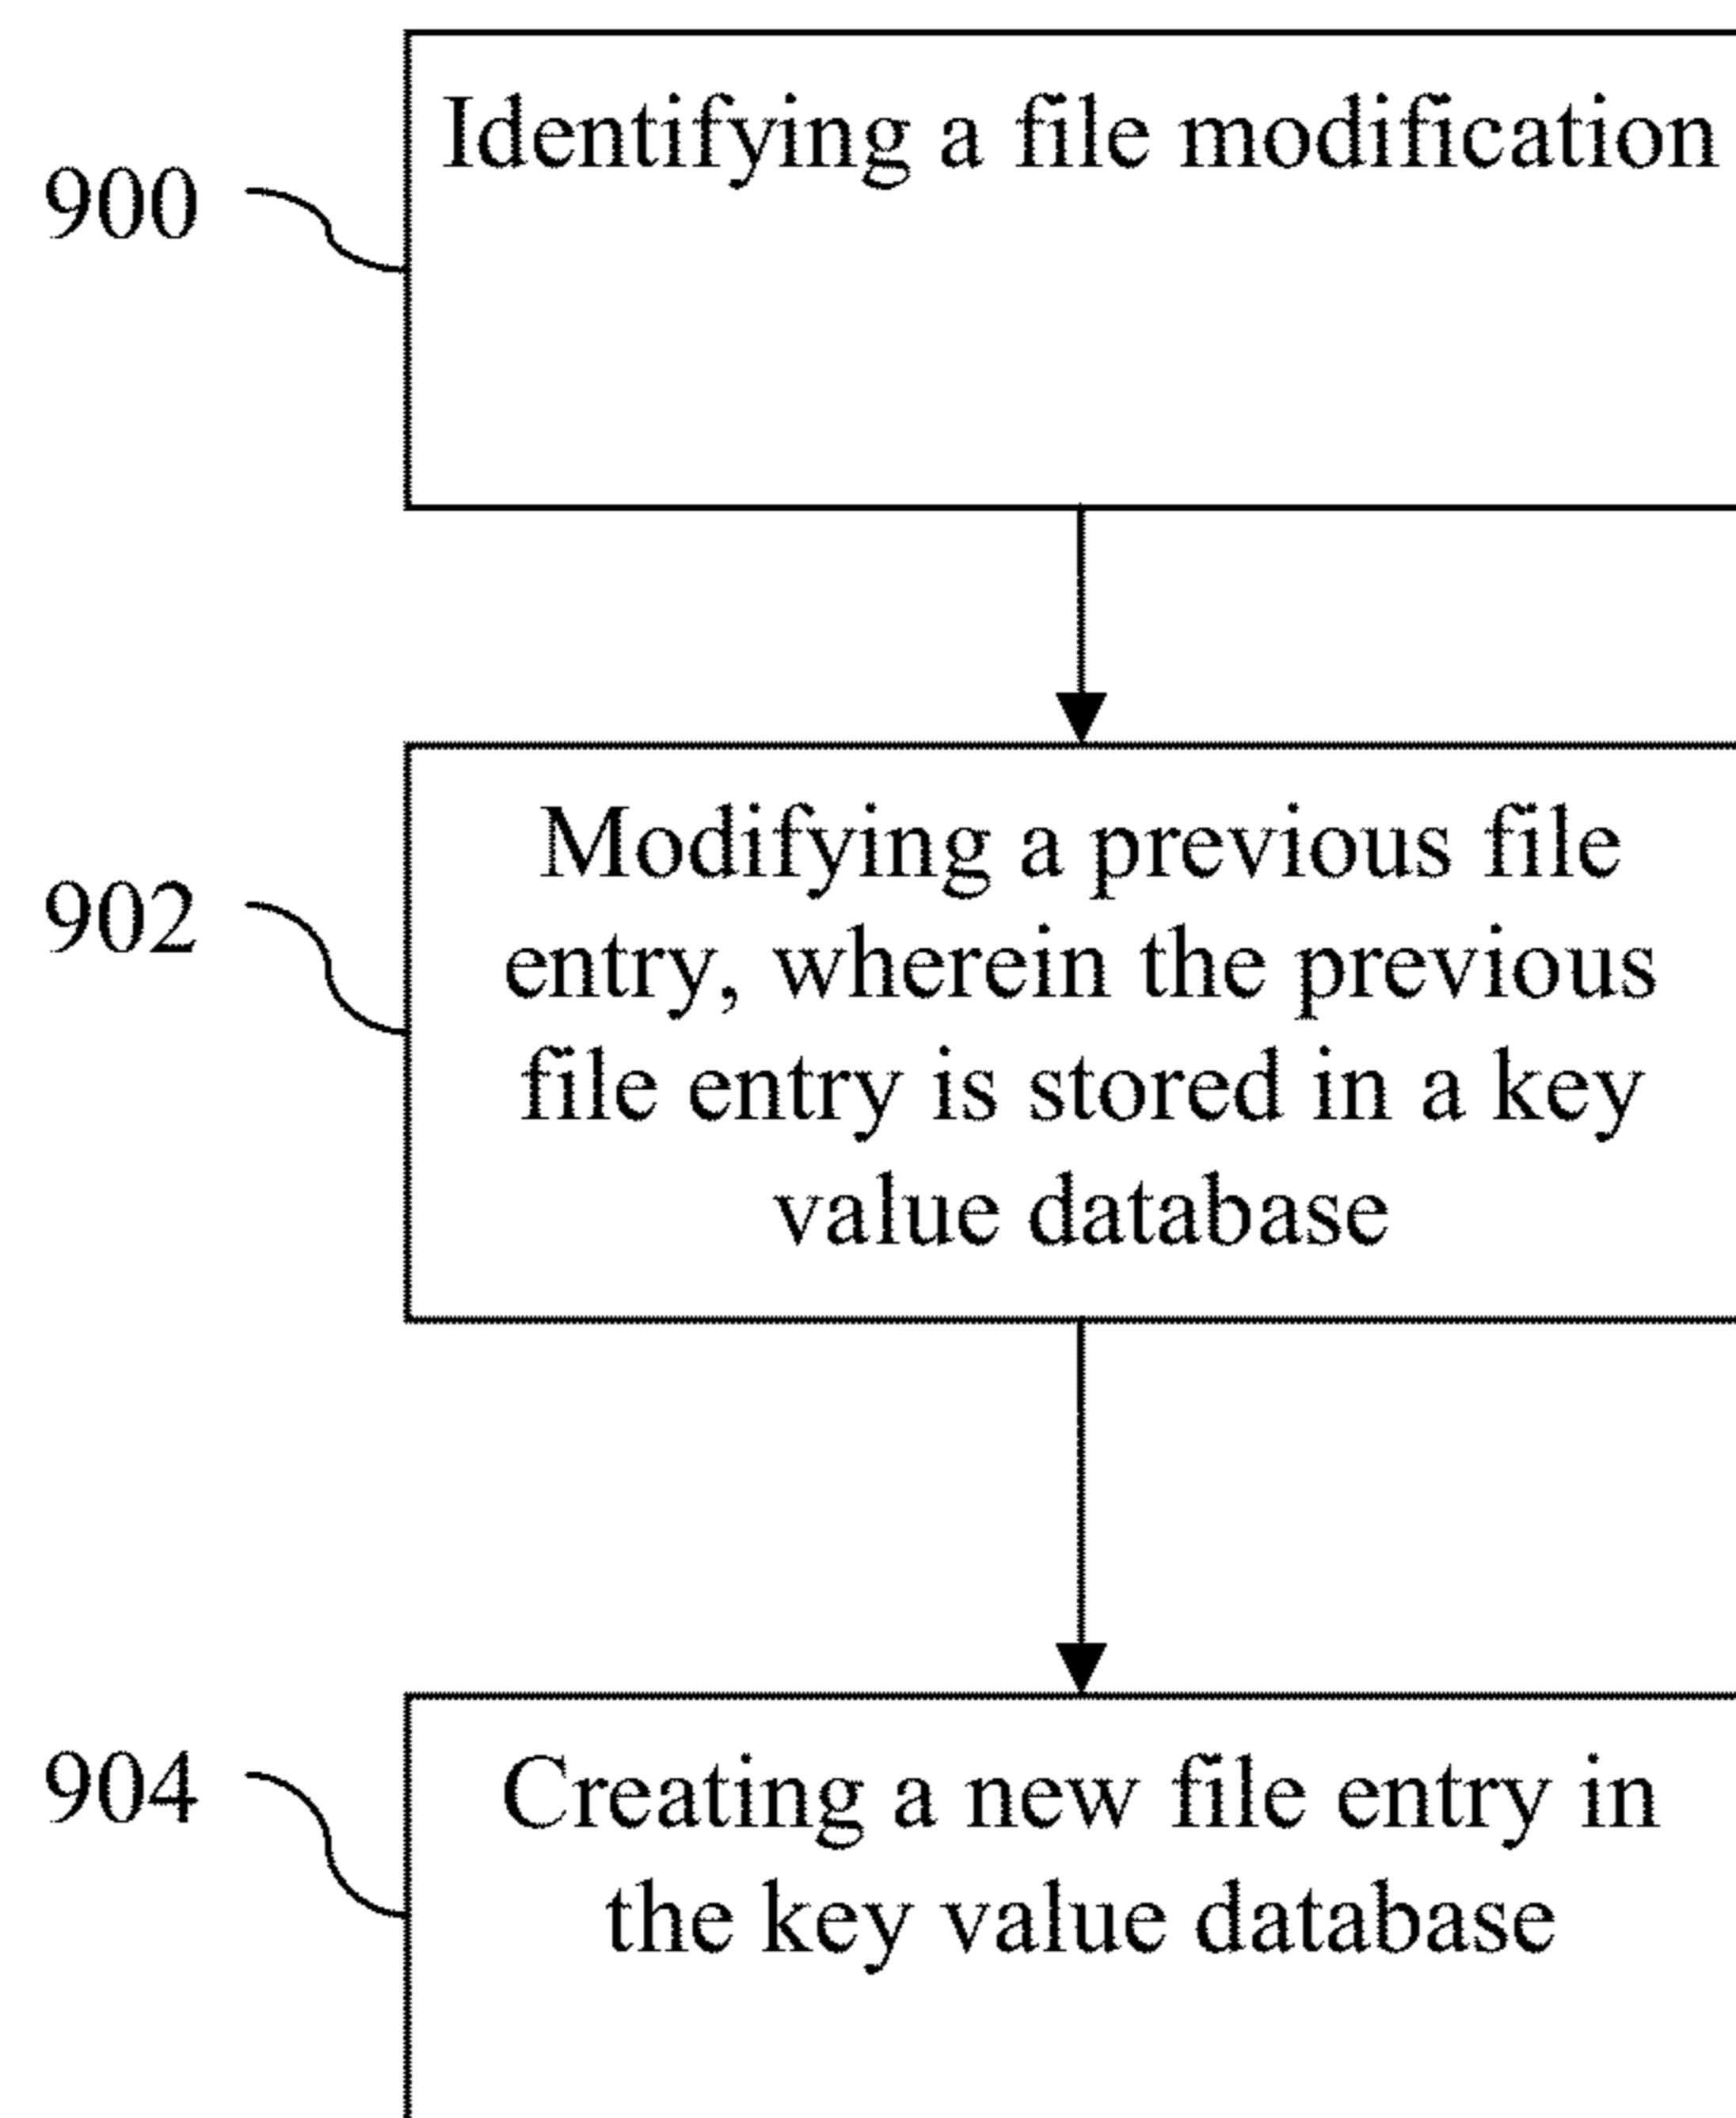 Identifying a file modification
900
Modifying a previous file
902
entry, wherein the previous
file entry is stored in a key
value database
904
Creating a new file entry in
the key value database